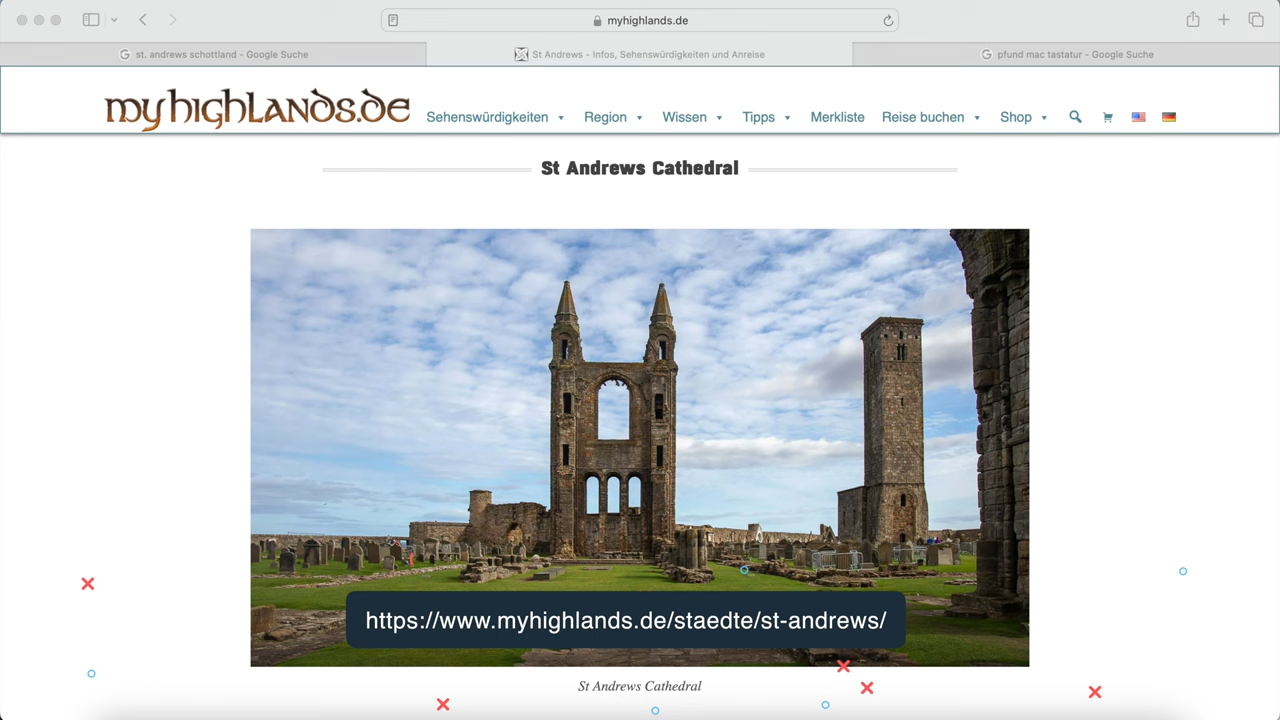 myhighlands.de
st. andrews schottland - Google Suche
St Andrews - Infos, Sehenswürdigkeiten und Anreise
pfund mac tastatur - Google Suche
myhighlands.de
Sehenswürdigkeiten Region Wissen Tipps Merkliste Reise buchen Shop
St Andrews Cathedral
https://www.myhighlands.de/staedte/st-andrews/
St Andrews Cathedral